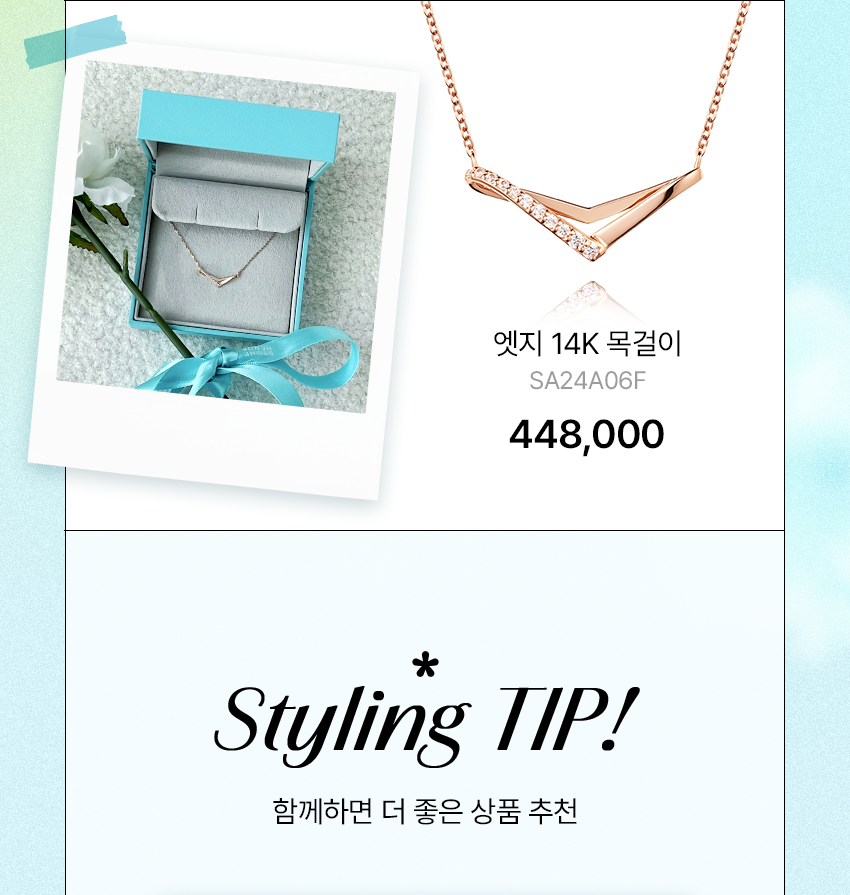 엣지 14K 목걸이
SA24A06F
448,000
*
Styling TIP!
함께하면 더 좋은 상품 추천